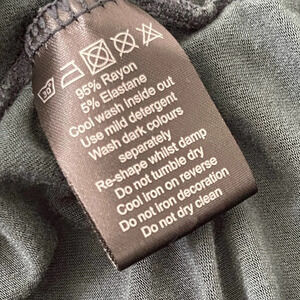 95% Rayon
5% Elastane
Cool wash inside out
Use mild detergent
Wash dark colours
separately
Re-shape whilst damp
Do not tumble dry
Cool iron on reverse
Do not iron decoration
Do not dry clean